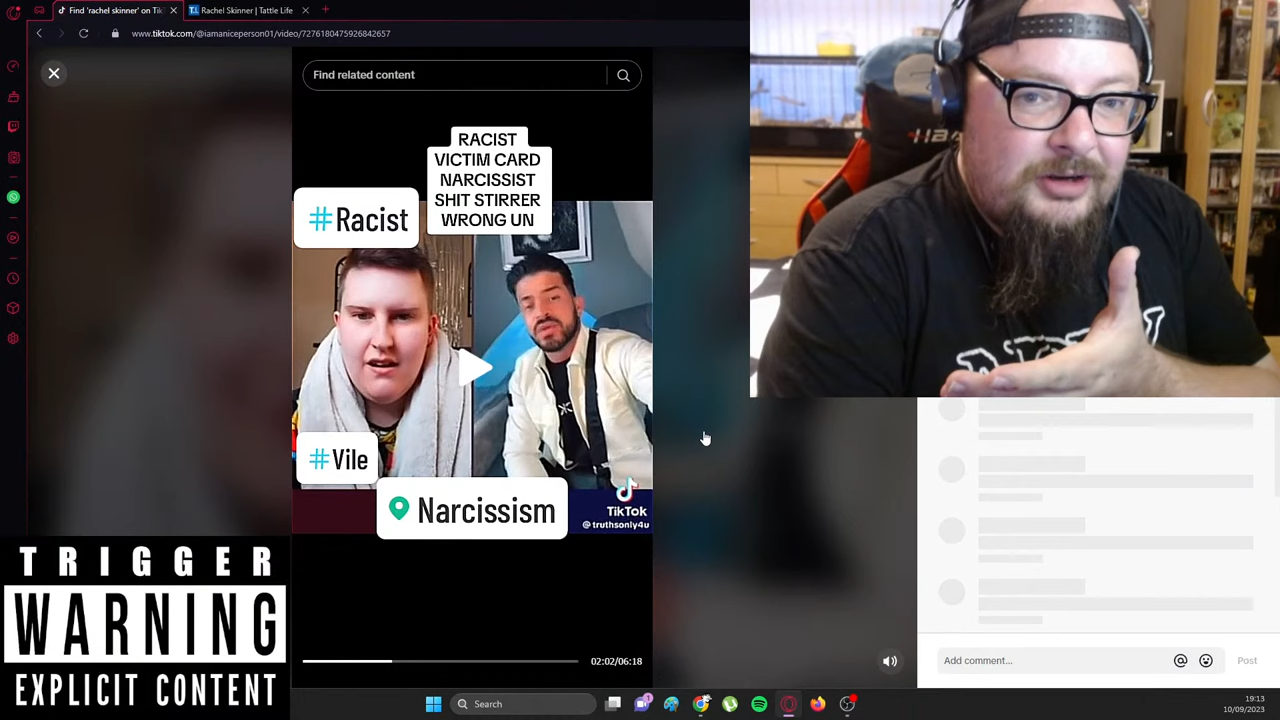 Find 'rachel skinner' on Tik
Rachel Skinner | Tattle Life
www.tiktok.com/@iamaniceperson01/video/7276180475926842657
Find related content
RACIST
VICTIM CARD
NARCISSIST
SHIT STIRRER
WRONG UN
#Racist
#Vile
Narcissism
TikTok
@truthsonly4u
02:02/06:18
TRIGGER
WARNING
EXPLICIT CONTENT
Add comment...
Post
Search
1
19:13
10/09/2023